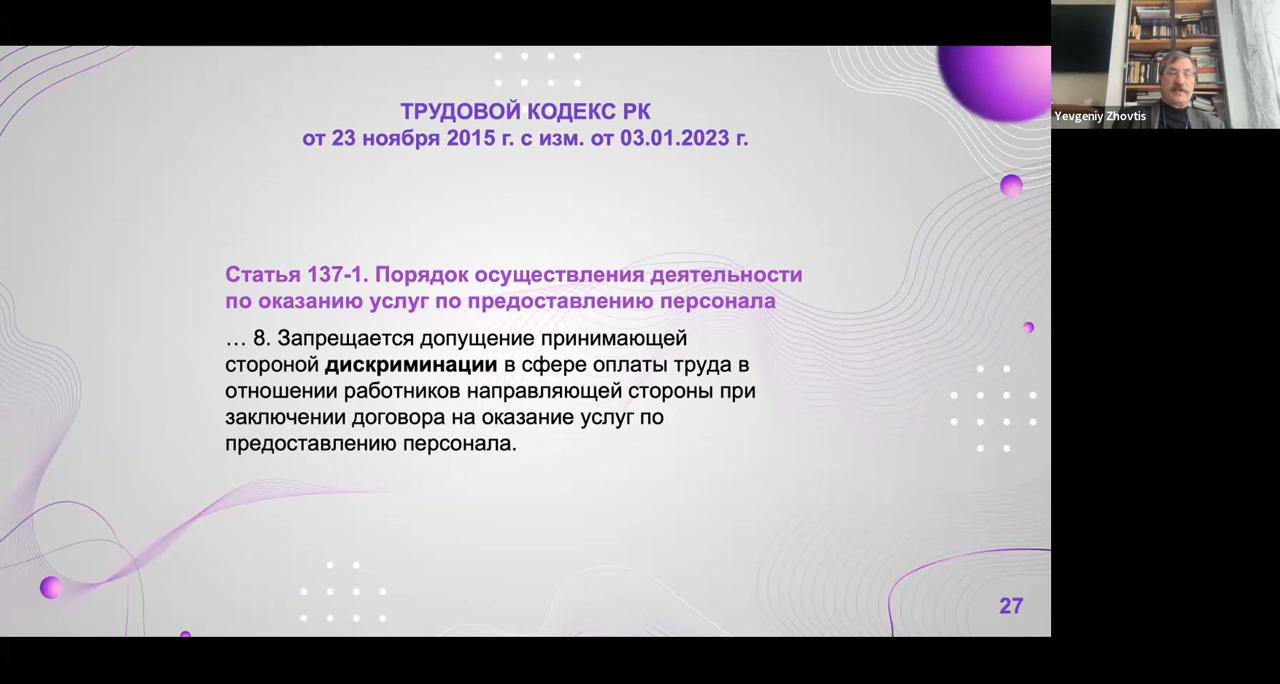 ТРУДОВОЙ КОДЕКС РК
от 23 ноября 2015 г. с изм. от 03.01.2023 г.
Статья 137-1. Порядок осуществления деятельности
по оказанию услуг по предоставлению персонала
… 8. Запрещается допущение принимающей
стороной дискриминации в сфере оплаты труда в
отношении работников направляющей стороны при
заключении договора на оказание услуг по
предоставлению персонала.
27
Yevgeniy Zhovtis